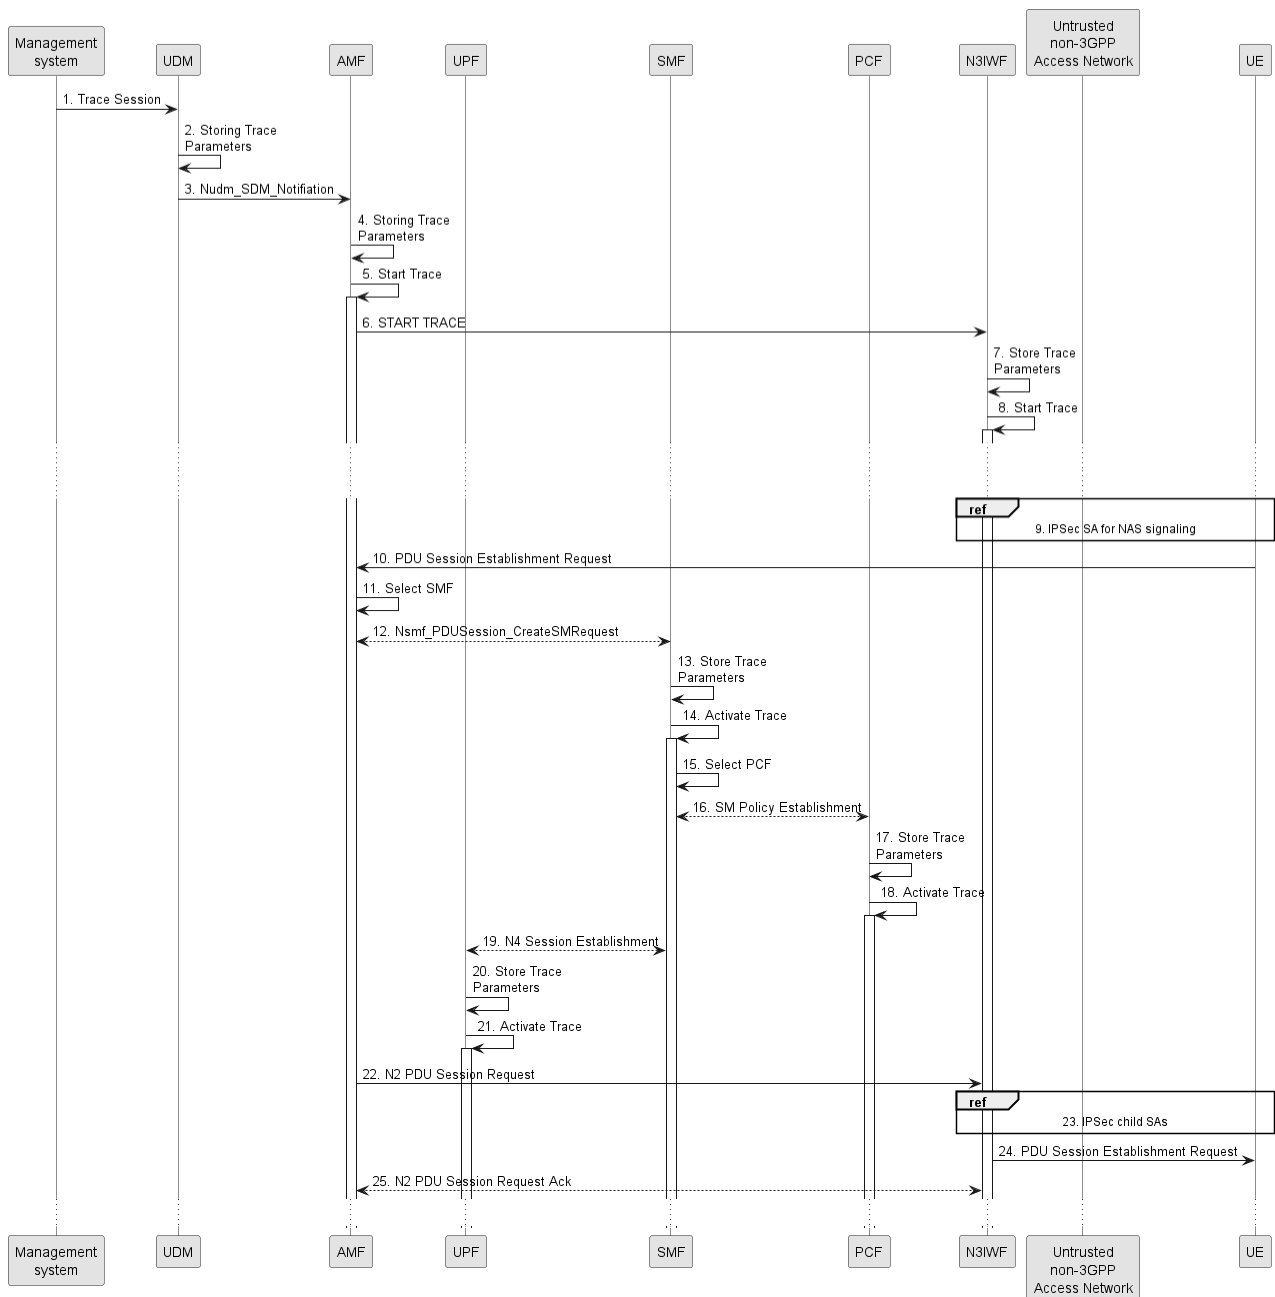 Management
system
UDM
AMF
UPF
SMF
PCF
N3IWF
Untrusted
non-3GPP
Access Network
UE
1. Trace Session
2. Storing Trace
Parameters
3. Nudm_SDM_Notifiation
4. Storing Trace
Parameters
5. Start Trace
6. START TRACE
7. Store Trace
Parameters
8. Start Trace
ref
9. IPSec SA for NAS signaling
10. PDU Session Establishment Request
11. Select SMF
12. Nsmf_PDUSession_CreateSMRequest
13. Store Trace
Parameters
14. Activate Trace
15. Select PCF
16. SM Policy Establishment
17. Store Trace
Parameters
18. Activate Trace
19. N4 Session Establishment
20. Store Trace
Parameters
21. Activate Trace
22. N2 PDU Session Request
ref
23. IPSec child SAs
24. PDU Session Establishment Request
25. N2 PDU Session Request Ack
Management
system
UDM
AMF
UPF
SMF
PCF
N3IWF
Untrusted
non-3GPP
Access Network
UE